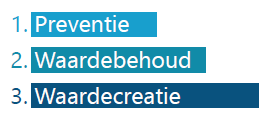 1. Preventie
2. Waardebehoud
3. Waardecreatie